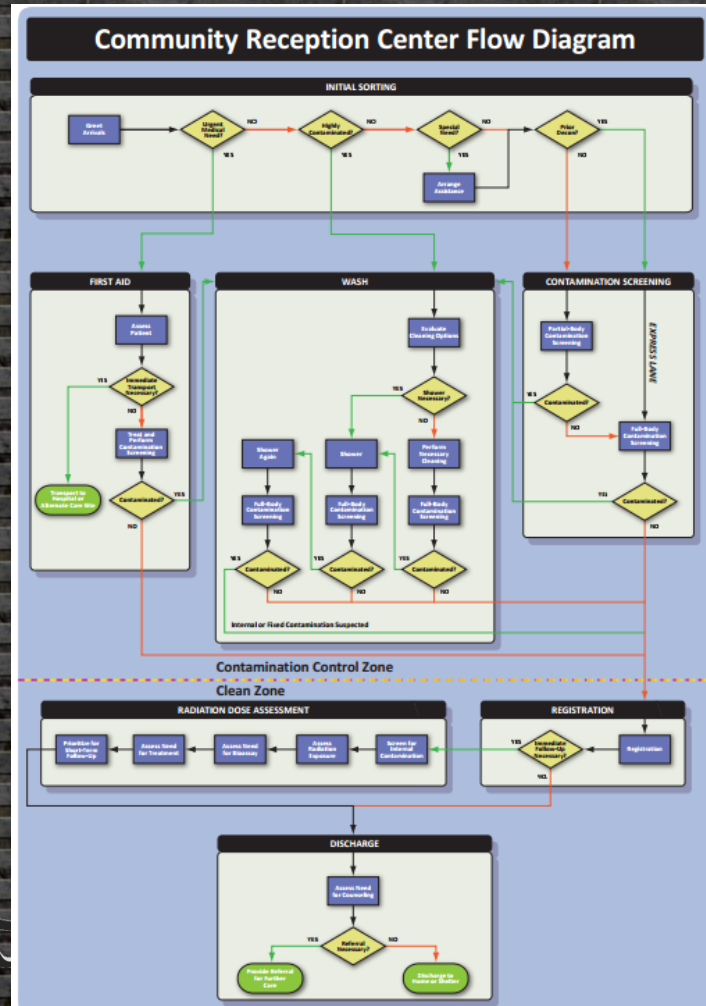 Community Reception Center Flow Diagram
INITIAL SORTING
Greet
Arrivals
Urgent
Medical
Need?
NO
YES
Highly
Contaminated?
NO
YES
Special
Need?
NO
YES
Arrange
Assistance
Prior
Decon?
YES
NO
FIRST AID
Assess
Patient
YES
Immediate
Transport
Necessary?
NO
Treat and
Perform
Contamination
Screening
Transport to
Hospital or
Alternate Care Site
Contaminated?
YES
NO
WASH
Evaluate
Cleaning Options
YES
Shower
Necessary?
NO
Shower
Again
Shower
Perform
Necessary
Cleaning
Full-Body
Contamination
Screening
Full-Body
Contamination
Screening
Full-Body
Contamination
Screening
YES
Contaminated?
NO
YES
Contaminated?
NO
YES
Contaminated?
NO
Internal or Fixed Contamination Suspected
CONTAMINATION SCREENING
Partial-Body
Contamination
Screening
EXPRESS LANE
YES
Contaminated?
NO
Full-Body
Contamination
Screening
YES
Contaminated?
NO
Contamination Control Zone
Clean Zone
RADIATION DOSE ASSESSMENT
Prioritize for
Short-Term
Follow-Up
Assess Need
for Treatment
Assess Need
for Bioassay
Assess
Radiation
Exposure
Screen for
Internal
Contamination
REGISTRATION
YES
Immediate
Follow-Up
Necessary?
NO
Registration
DISCHARGE
Assess Need
for Counseling
YES
Referral
Necessary?
NO
Provide Referral
for Further
Care
Discharge to
Home or Shelter